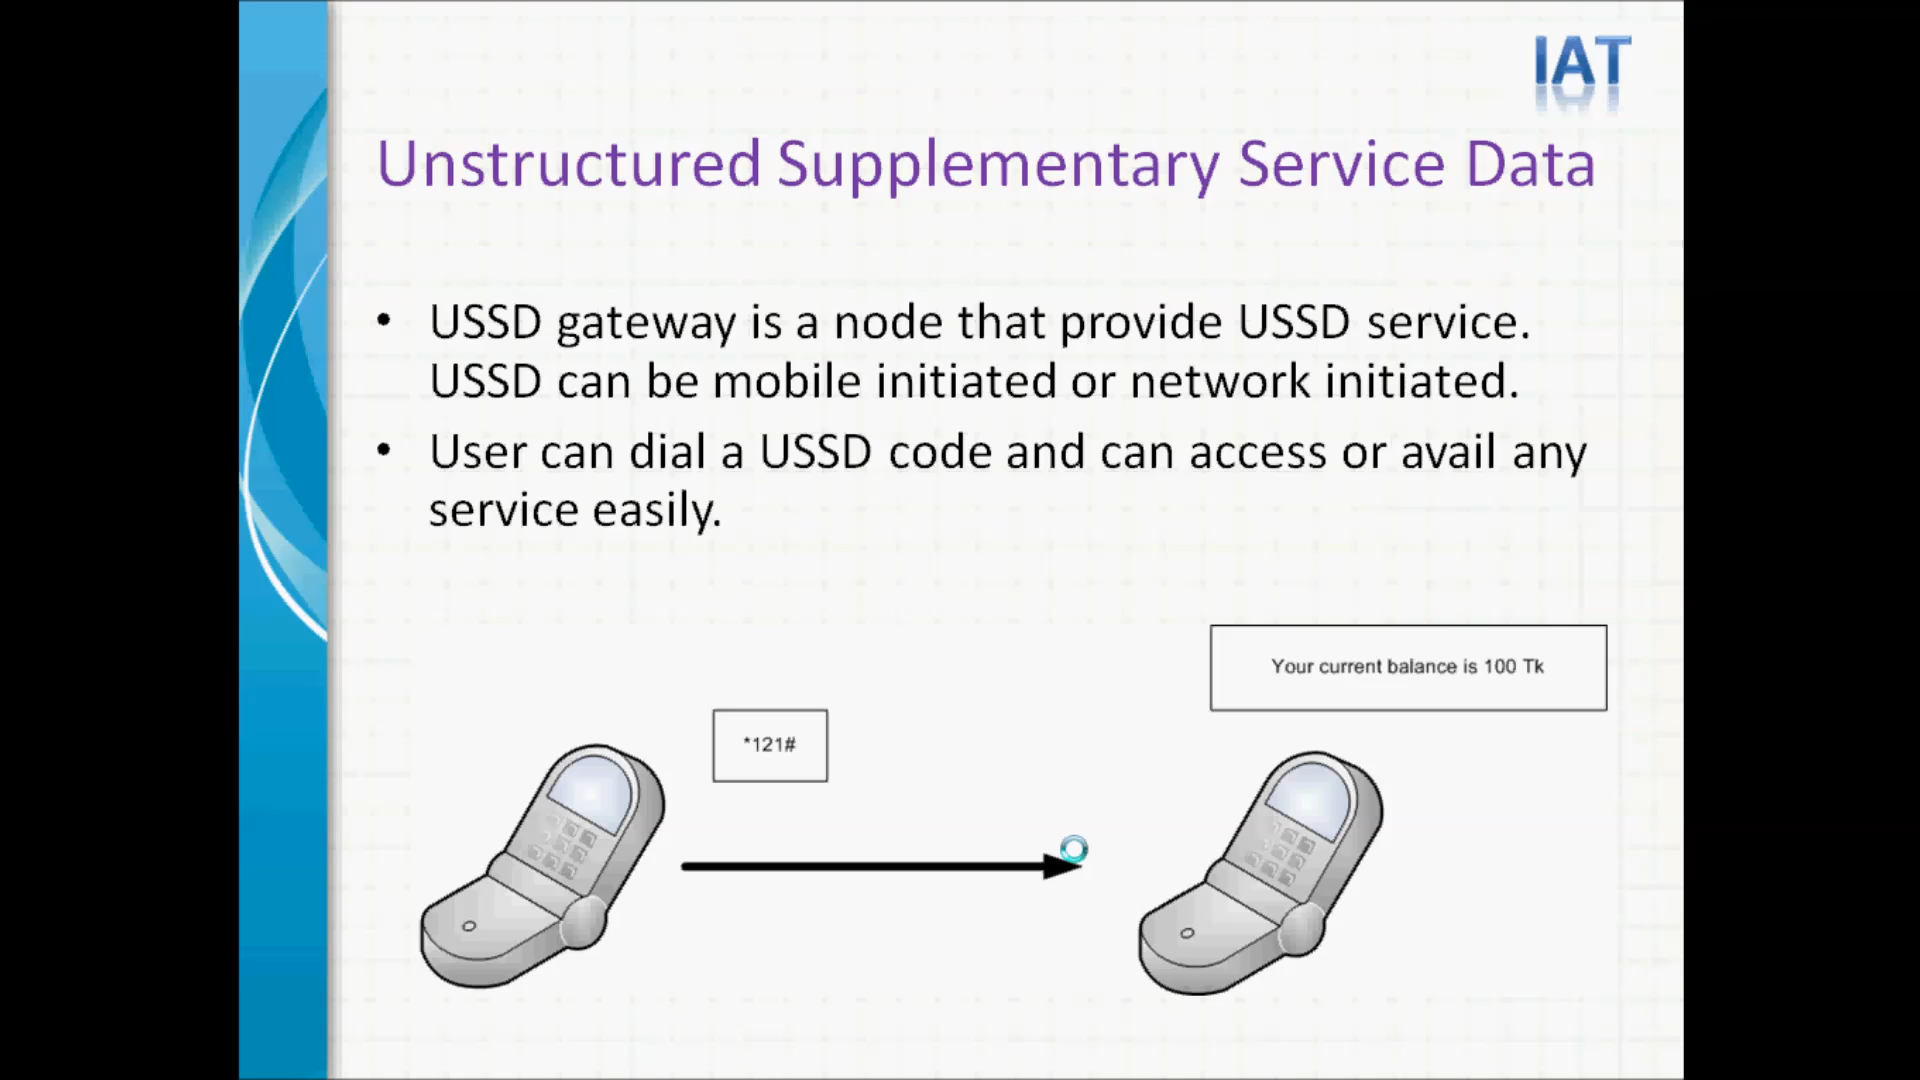 IAT
Unstructured Supplementary Service Data
• USSD gateway is a node that provide USSD service.
USSD can be mobile initiated or network initiated.
• User can dial a USSD code and can access or avail any
service easily.
Your current balance is 100 Tk
*121#